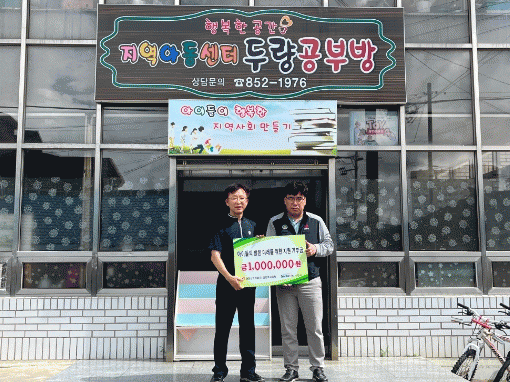 행복한 공간
지역아동센터 두량공부방
상담문의 ☎852-1976
아이들이 행복한
지역사회 만들기
금1,000,000원